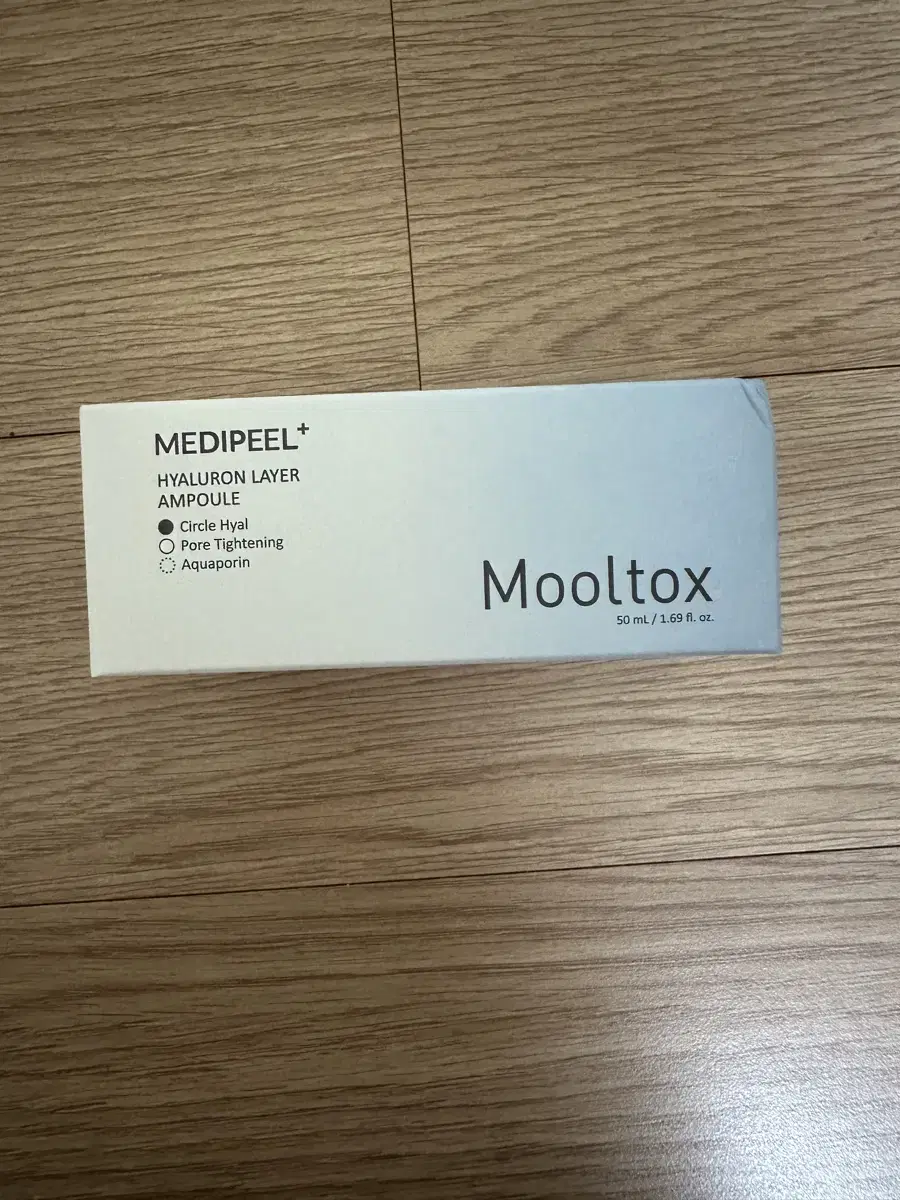 MEDIPEEL+
HYALURON LAYER
AMPOULE
Circle Hyal
Pore Tightening
Aquaporin
Mooltox
50 mL / 1.69 fl. oz.